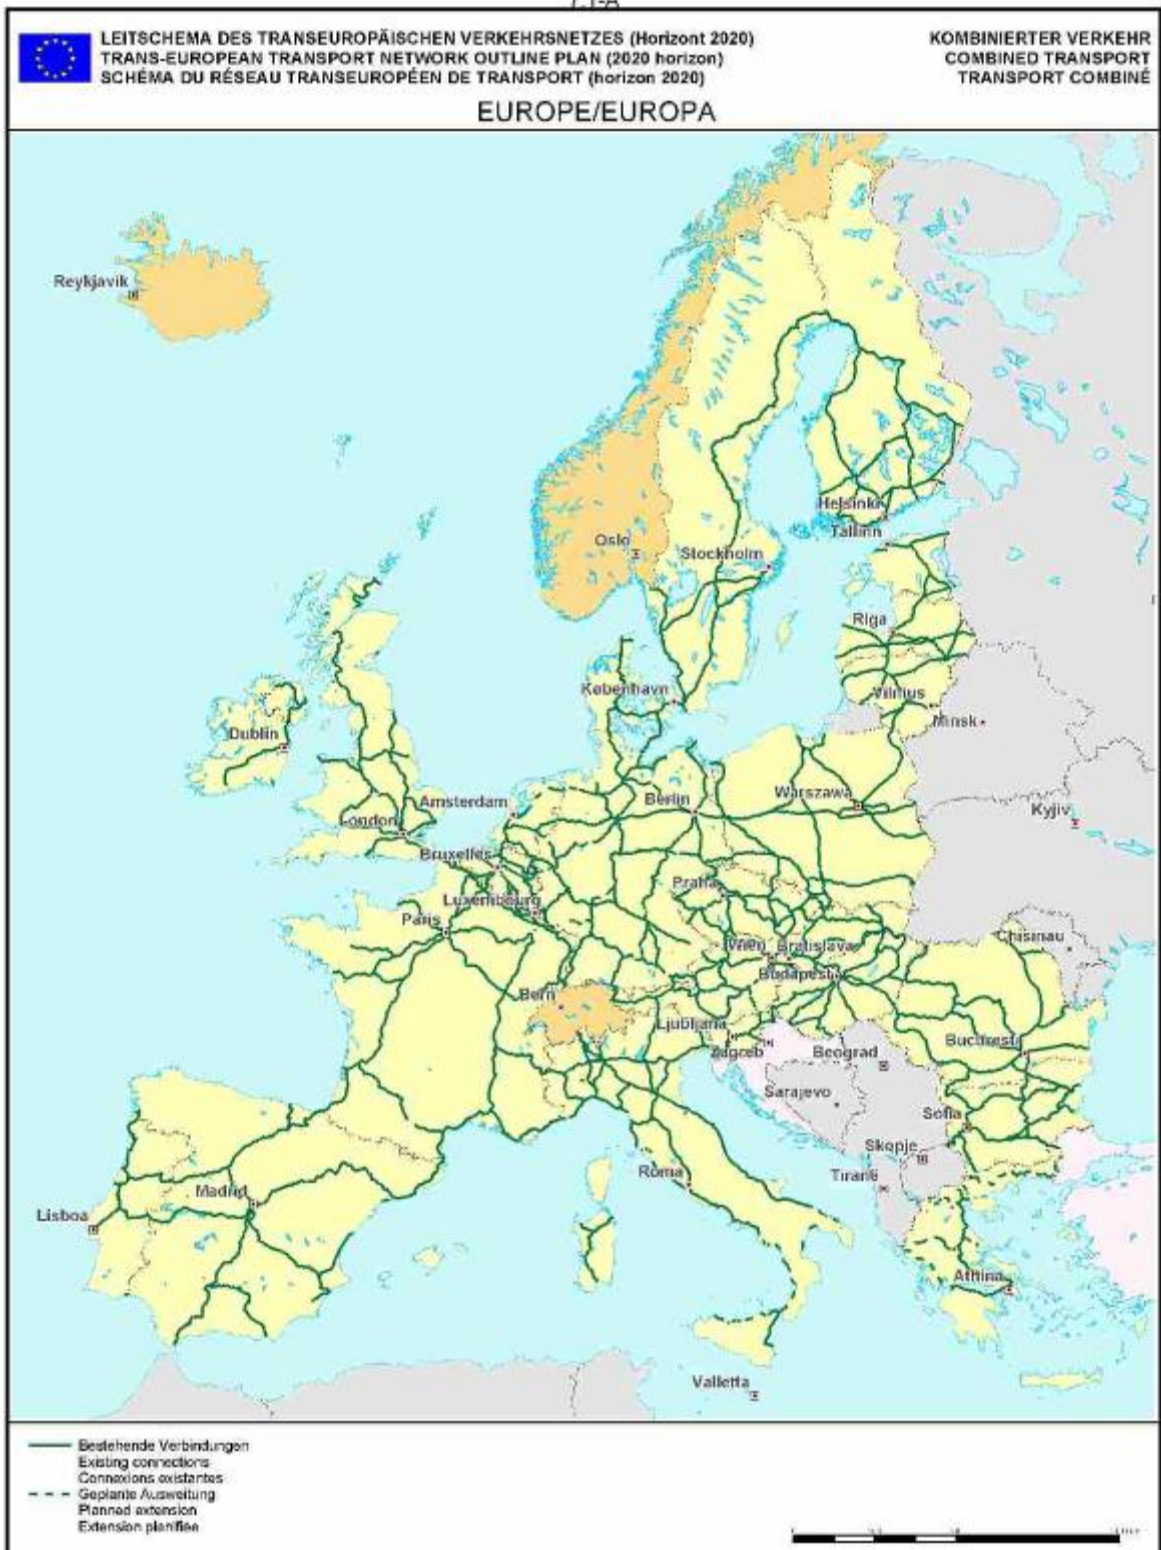 LEITSCHEMA DES TRANSEUROPÄISCHEN VERKEHRSNETZES (Horizont 2020)
TRANS-EUROPEAN TRANSPORT NETWORK OUTLINE PLAN (2020 horizon)
SCHÉMA DU RÉSEAU TRANSEUROPÉEN DE TRANSPORT (horizon 2020)
KOMBINIERTER VERKEHR
COMBINED TRANSPORT
TRANSPORT COMBINÉ
EUROPE/EUROPA
Reykjavik
Helsinki
Tallinn
Oslo
Stockholm
Riga
København
Vilnius
Minsk
Dublin
Amsterdam
Berlin
Warszawa
London
Kyjiv
Bruxelles
Praha
Luxembourg
Paris
Chisinau
Wien
Bratislava
Budapest
Bern
Ljubljana
Bucuresti
Zagreb
Beograd
Sarajevo
Sofia
Skopje
Roma
Tiranë
Madrid
Lisboa
Athina
Valletta
Bestehende Verbindungen
Existing connections
Connexions existantes
Geplante Ausweitung
Planned extension
Extension planifiée